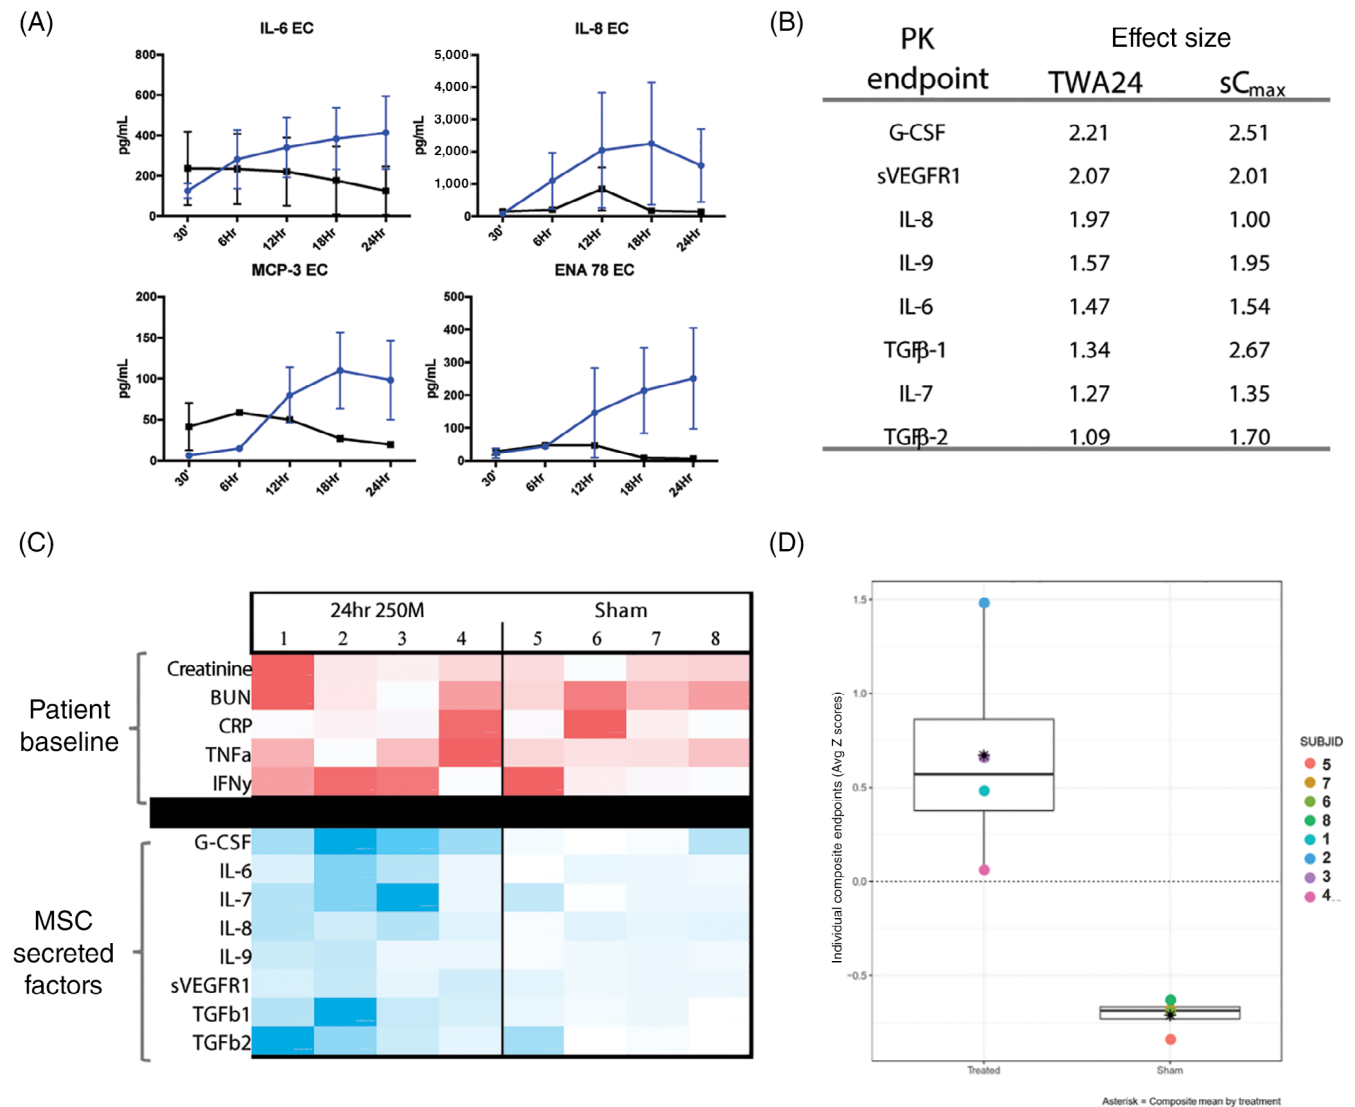 (A)
IL-6 EC
800
600
400
200
0
pg/mL
30'
6Hr
12Hr
18Hr
24Hr
IL-8 EC
5,000
4,000
3,000
2,000
1,000
0
pg/mL
30'
6Hr
12Hr
18Hr
24Hr
MCP-3 EC
200
150
100
50
0
pg/mL
30'
6Hr
12Hr
18Hr
24Hr
ENA 78 EC
500
400
300
200
100
0
pg/mL
30'
6Hr
12Hr
18Hr
24Hr
(B)
PK endpoint Effect size
TWA24 sCmax
G-CSF 2.21 2.51
sVEGFR1 2.07 2.01
IL-8 1.97 1.00
IL-9 1.57 1.95
IL-6 1.47 1.54
TGFβ-1 1.34 2.67
IL-7 1.27 1.35
TGFβ-2 1.09 1.70
(C)
24hr 250M Sham
1 2 3 4 5 6 7 8
Patient
baseline
Creatinine
BUN
CRP
TNFa
IFNy
MSC
secreted
factors
G-CSF
IL-6
IL-7
IL-8
IL-9
sVEGFR1
TGFb1
TGFb2
(D)
Individual composite endpoints (Avg Z scores)
1.5
1.0
0.5
0.0
−0.5
Treated
Sham
SUBJID
5
7
6
8
1
2
3
4
Asterisk = Composite mean by treatment